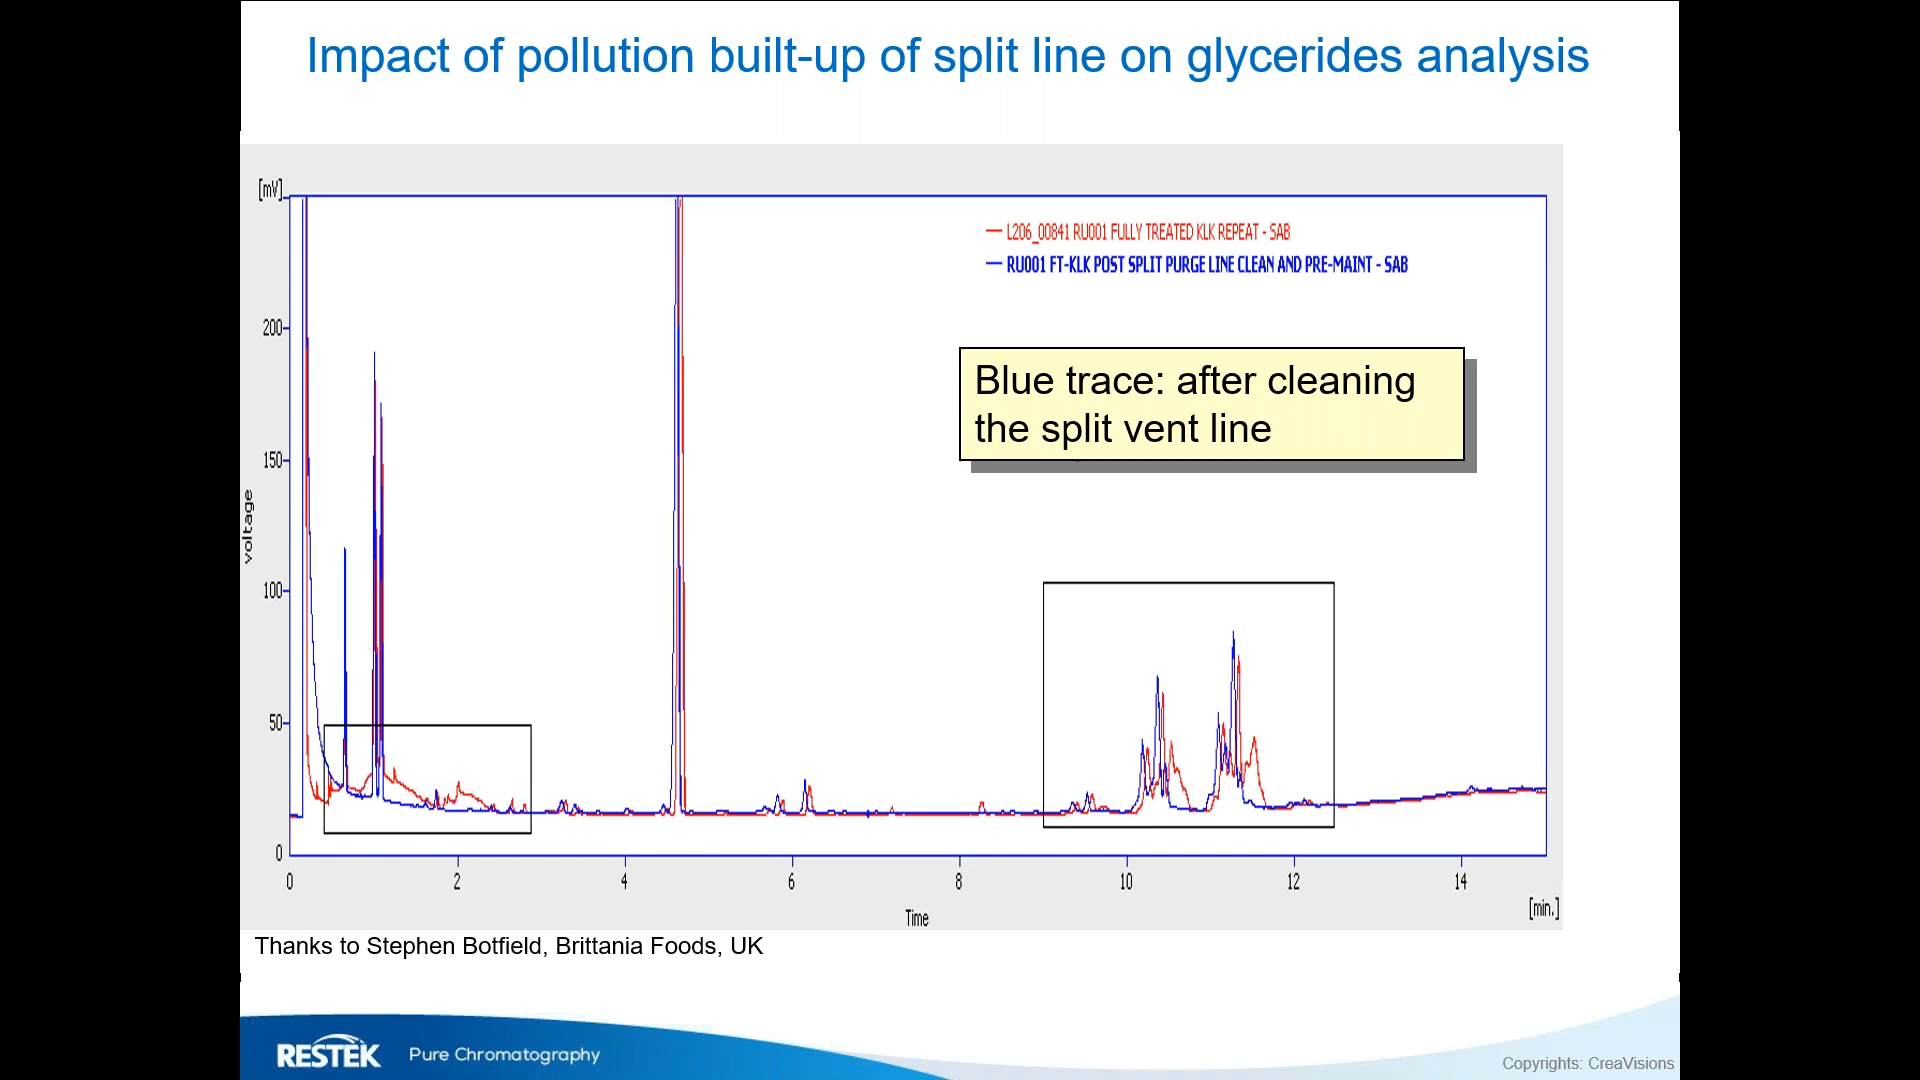 Impact of pollution built-up of split line on glycerides analysis
[mV]
L206_00841 RU001 FULLY TREATED KLK REPEAT - SAB
RU001 FT-KLK POST SPLIT PURGE LINE CLEAN AND PRE-MAINT - SAB
200
Blue trace: after cleaning
the split vent line
150
voltage
100
50
0
0 2 4 6 8 10 12 14
Time
[min.]
Thanks to Stephen Botfield, Brittania Foods, UK
RESTEK Pure Chromatography
Copyrights: CreaVisions